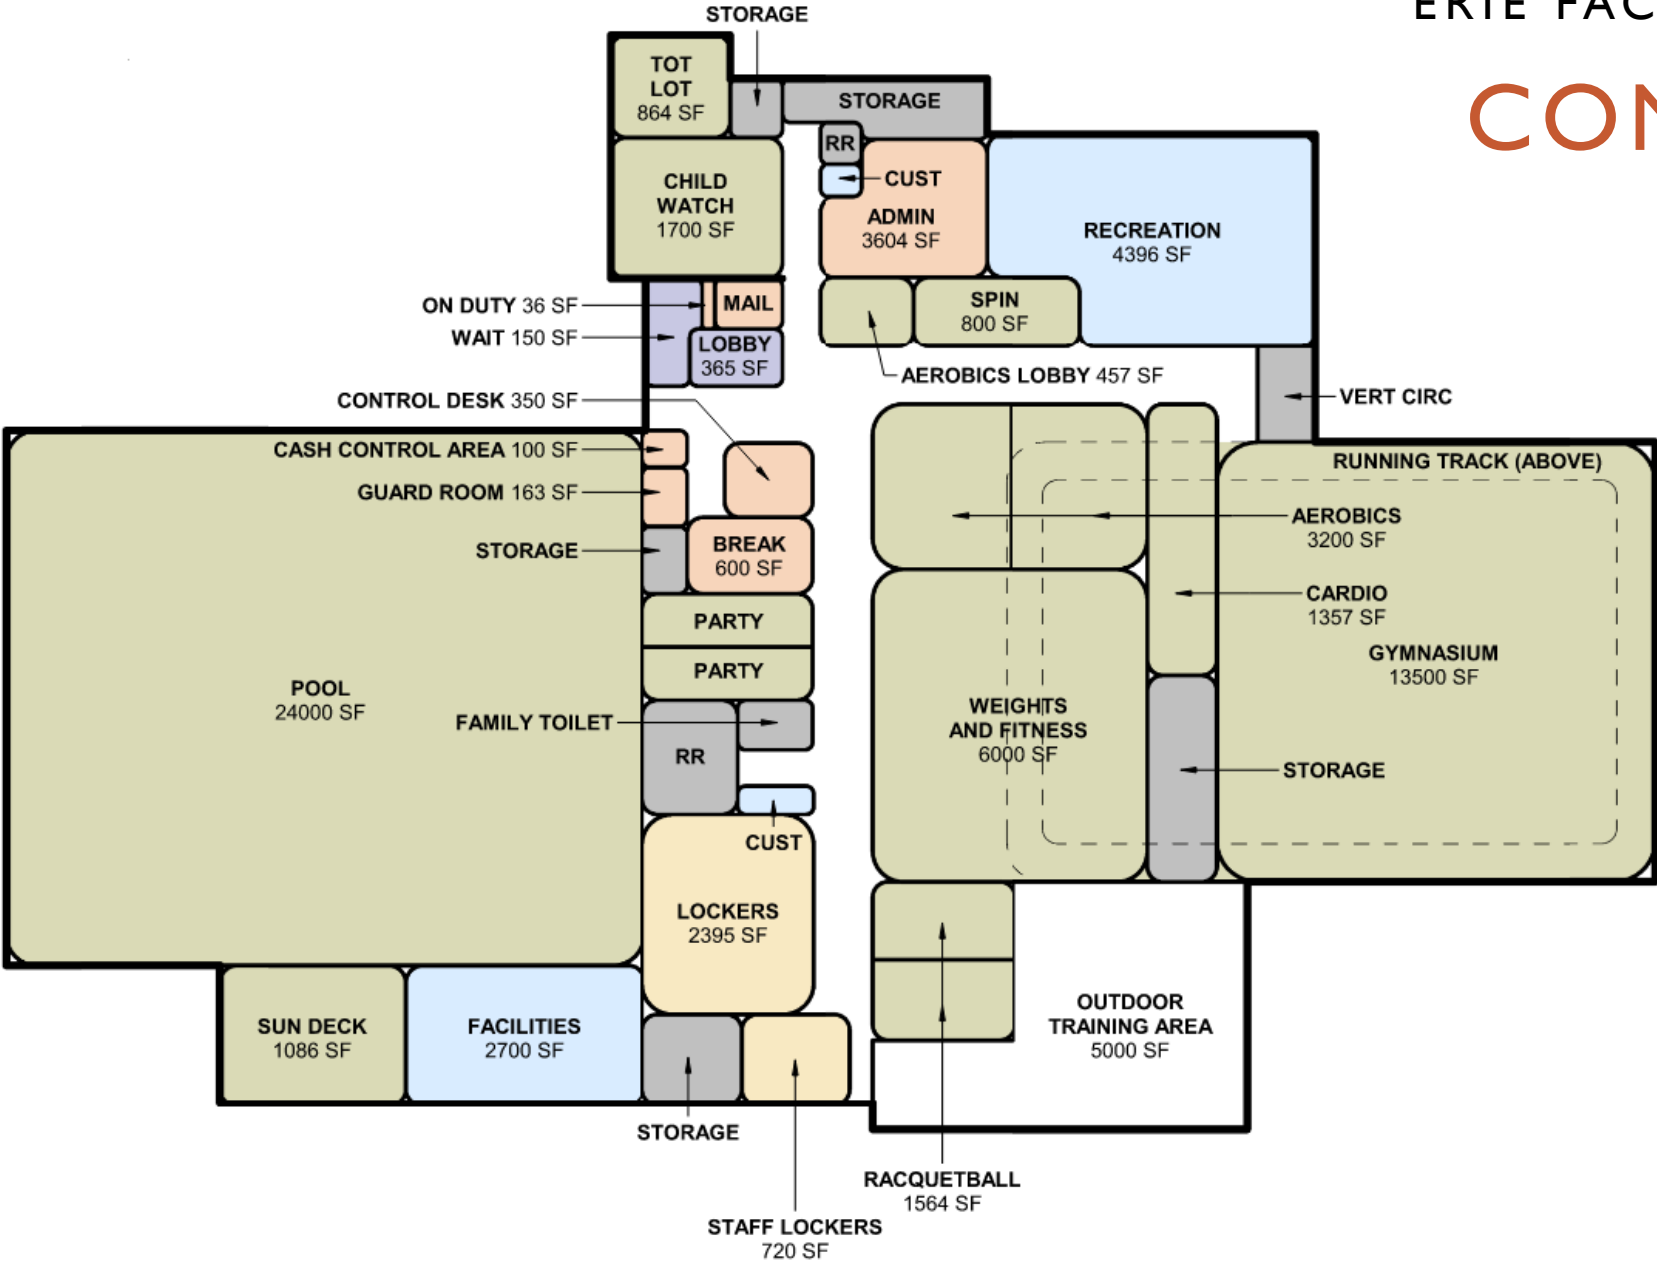 ERIE FAC
CON
STORAGE
TOT
LOT
864 SF
STORAGE
RR
CUST
CHILD
WATCH
1700 SF
ADMIN
3604 SF
RECREATION
4396 SF
ON DUTY 36 SF
MAIL
SPIN
800 SF
WAIT 150 SF
LOBBY
365 SF
AEROBICS LOBBY 457 SF
VERT CIRC
CONTROL DESK 350 SF
CASH CONTROL AREA 100 SF
RUNNING TRACK (ABOVE)
GUARD ROOM 163 SF
AEROBICS
3200 SF
STORAGE
BREAK
600 SF
CARDIO
1357 SF
PARTY
PARTY
GYMNASIUM
13500 SF
POOL
24000 SF
FAMILY TOILET
WEIGHTS
AND FITNESS
6000 SF
RR
STORAGE
CUST
LOCKERS
2395 SF
SUN DECK
1086 SF
FACILITIES
2700 SF
OUTDOOR
TRAINING AREA
5000 SF
STORAGE
RACQUETBALL
1564 SF
STAFF LOCKERS
720 SF